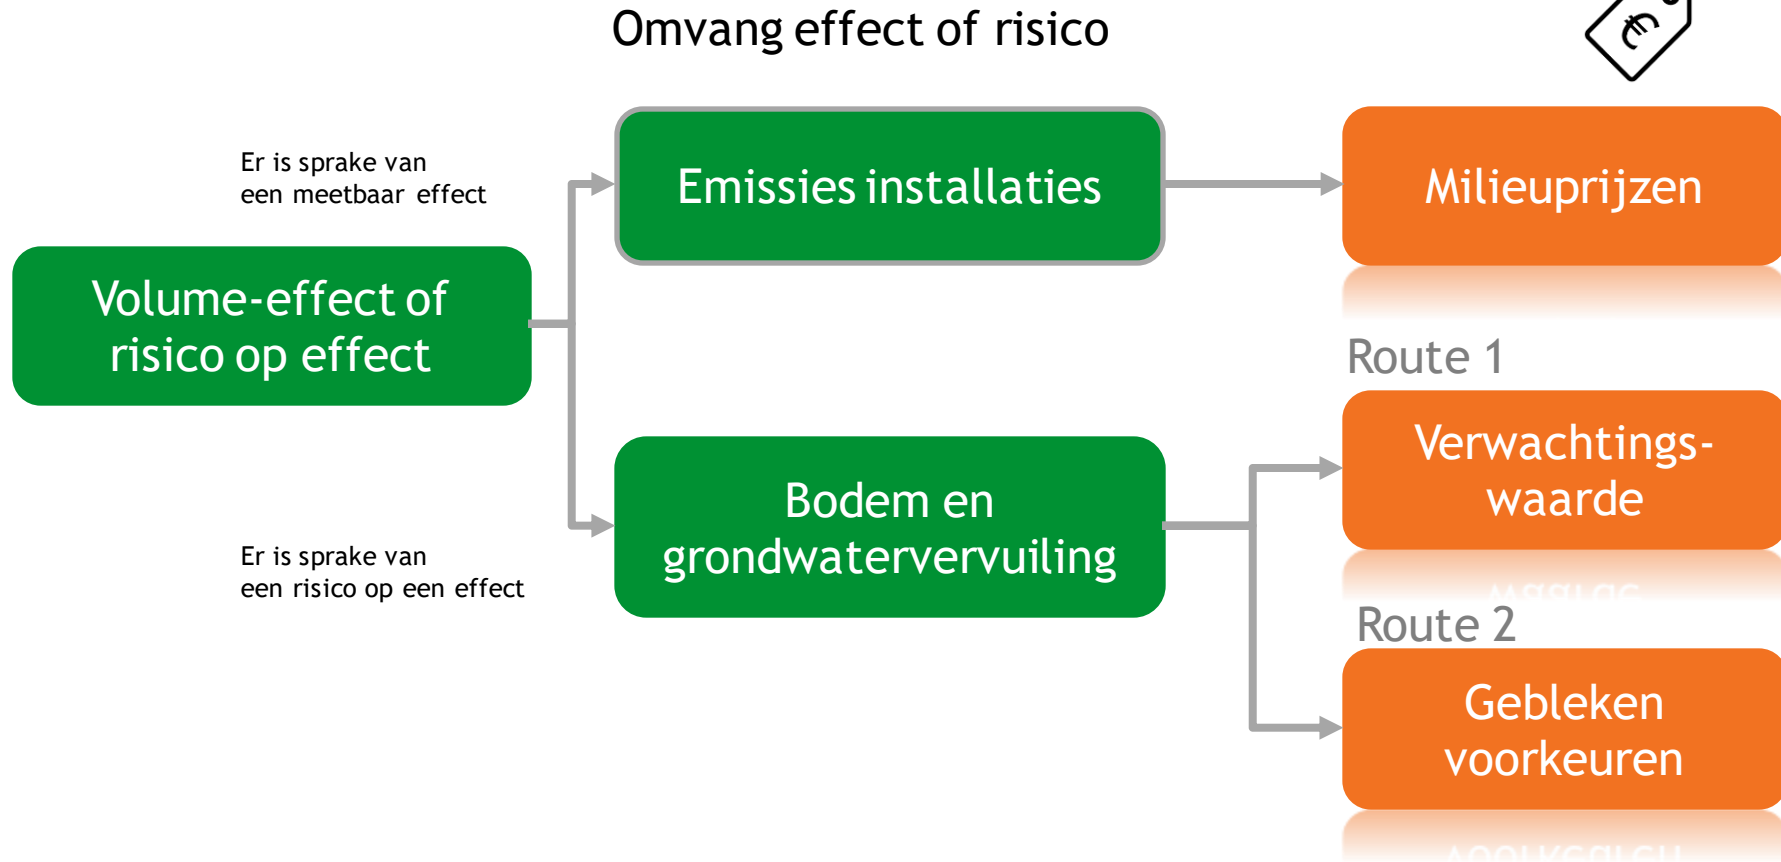 Omvang effect of risico
€
Er is sprake van
een meetbaar effect
Emissies installaties
Milieuprijzen
Volume-effect of
risico op effect
Route 1
Verwachtings-
waarde
Bodem en
grondwatervervuiling
Er is sprake van
een risico op een effect
Route 2
Gebleken
voorkeuren